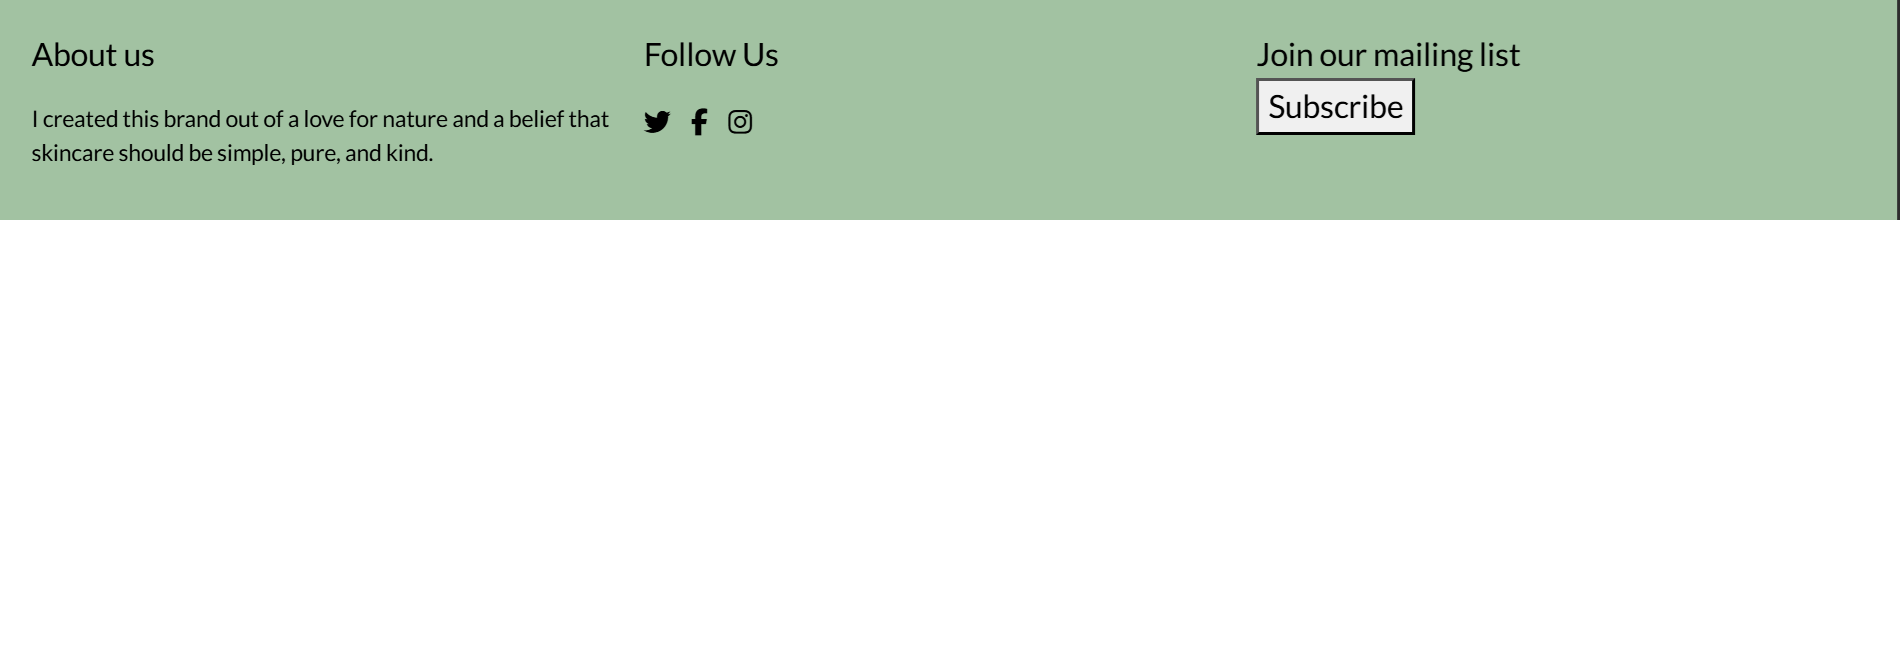 About us
I created this brand out of a love for nature and a belief that
skincare should be simple, pure, and kind.
Follow Us
Join our mailing list
Subscribe